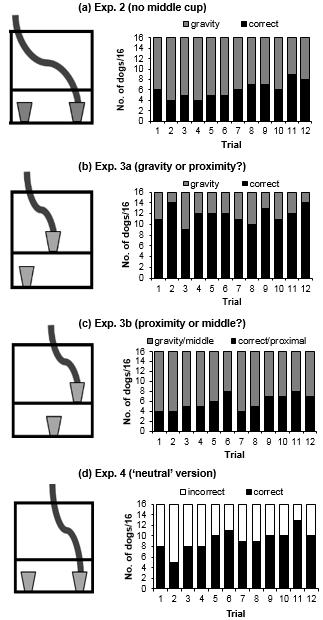 (a) Exp. 2 (no middle cup)
gravity correct
No. of dogs/16
16
14
12
10
8
6
4
2
0
1 2 3 4 5 6 7 8 9 10 11 12
Trial
(b) Exp. 3a (gravity or proximity?)
gravity correct
No. of dogs/16
16
14
12
10
8
6
4
2
0
1 2 3 4 5 6 7 8 9 10 11 12
Trial
(c) Exp. 3b (proximity or middle?)
gravity/middle correct/proximal
No. of dogs/16
16
14
12
10
8
6
4
2
0
1 2 3 4 5 6 7 8 9 10 11 12
Trial
(d) Exp. 4 (‘neutral’ version)
incorrect correct
No. of dogs/16
16
14
12
10
8
6
4
2
0
1 2 3 4 5 6 7 8 9 10 11 12
Trial